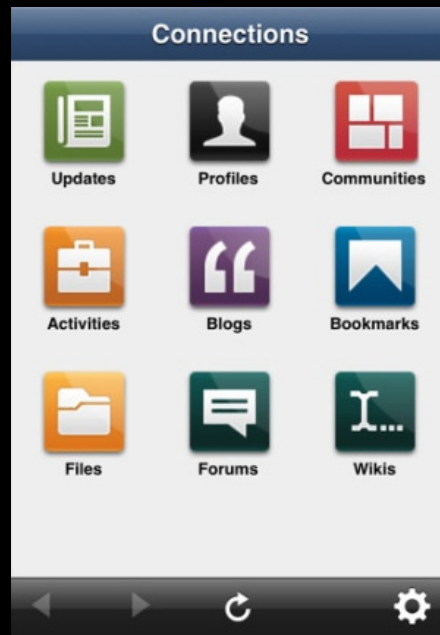 Connections
Updates Profiles Communities
Activities Blogs Bookmarks
Files Forums Wikis